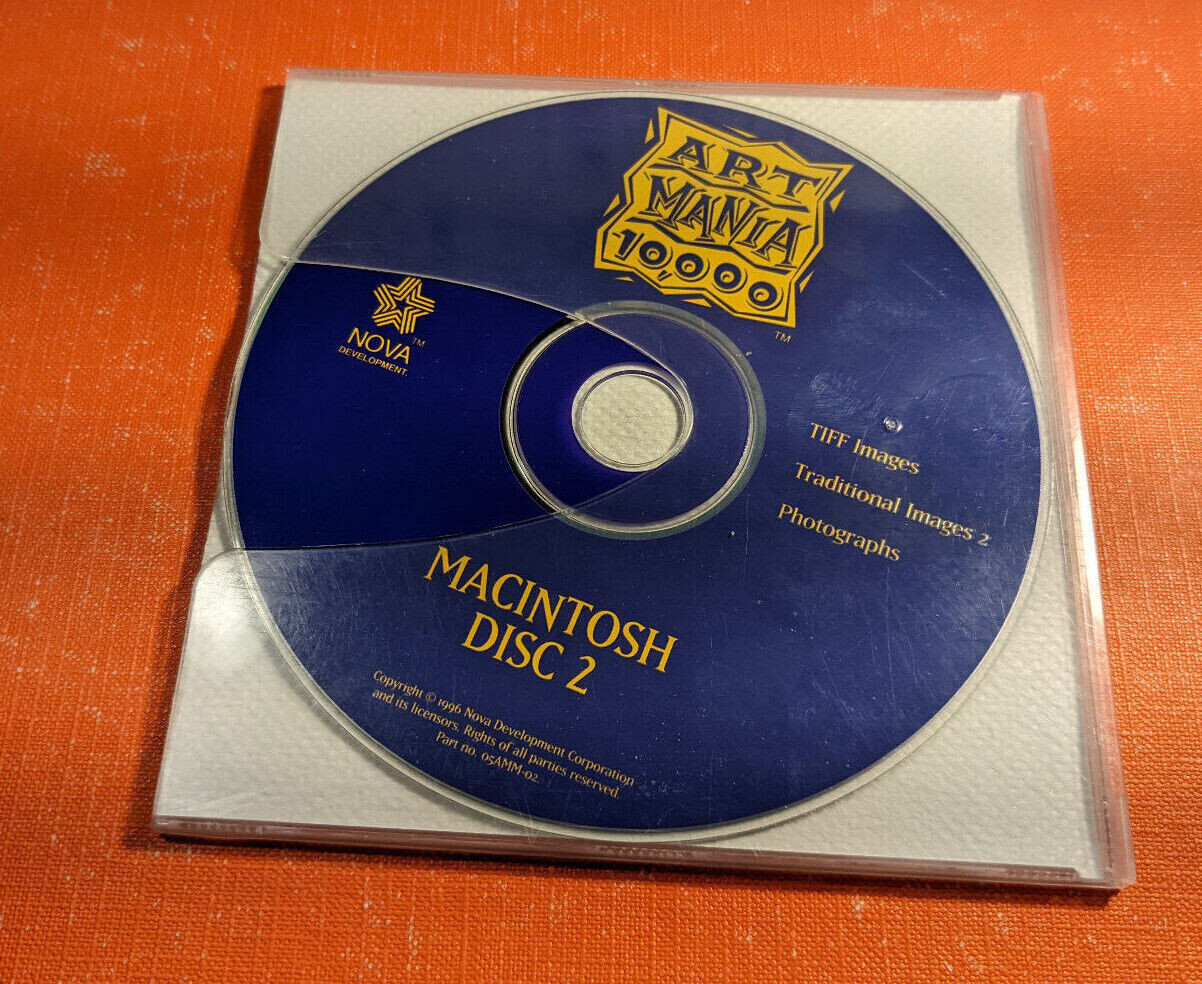 ART
MANIA
10,000
TM
NOVA
TM
DEVELOPMENT
TIFF Images
Traditional Images 2
Photographs
MACINTOSH
DISC 2
Copyright © 1996 Nova Development Corporation
and its licensors. Rights of all parties reserved.
Part no. 05AMM-02.